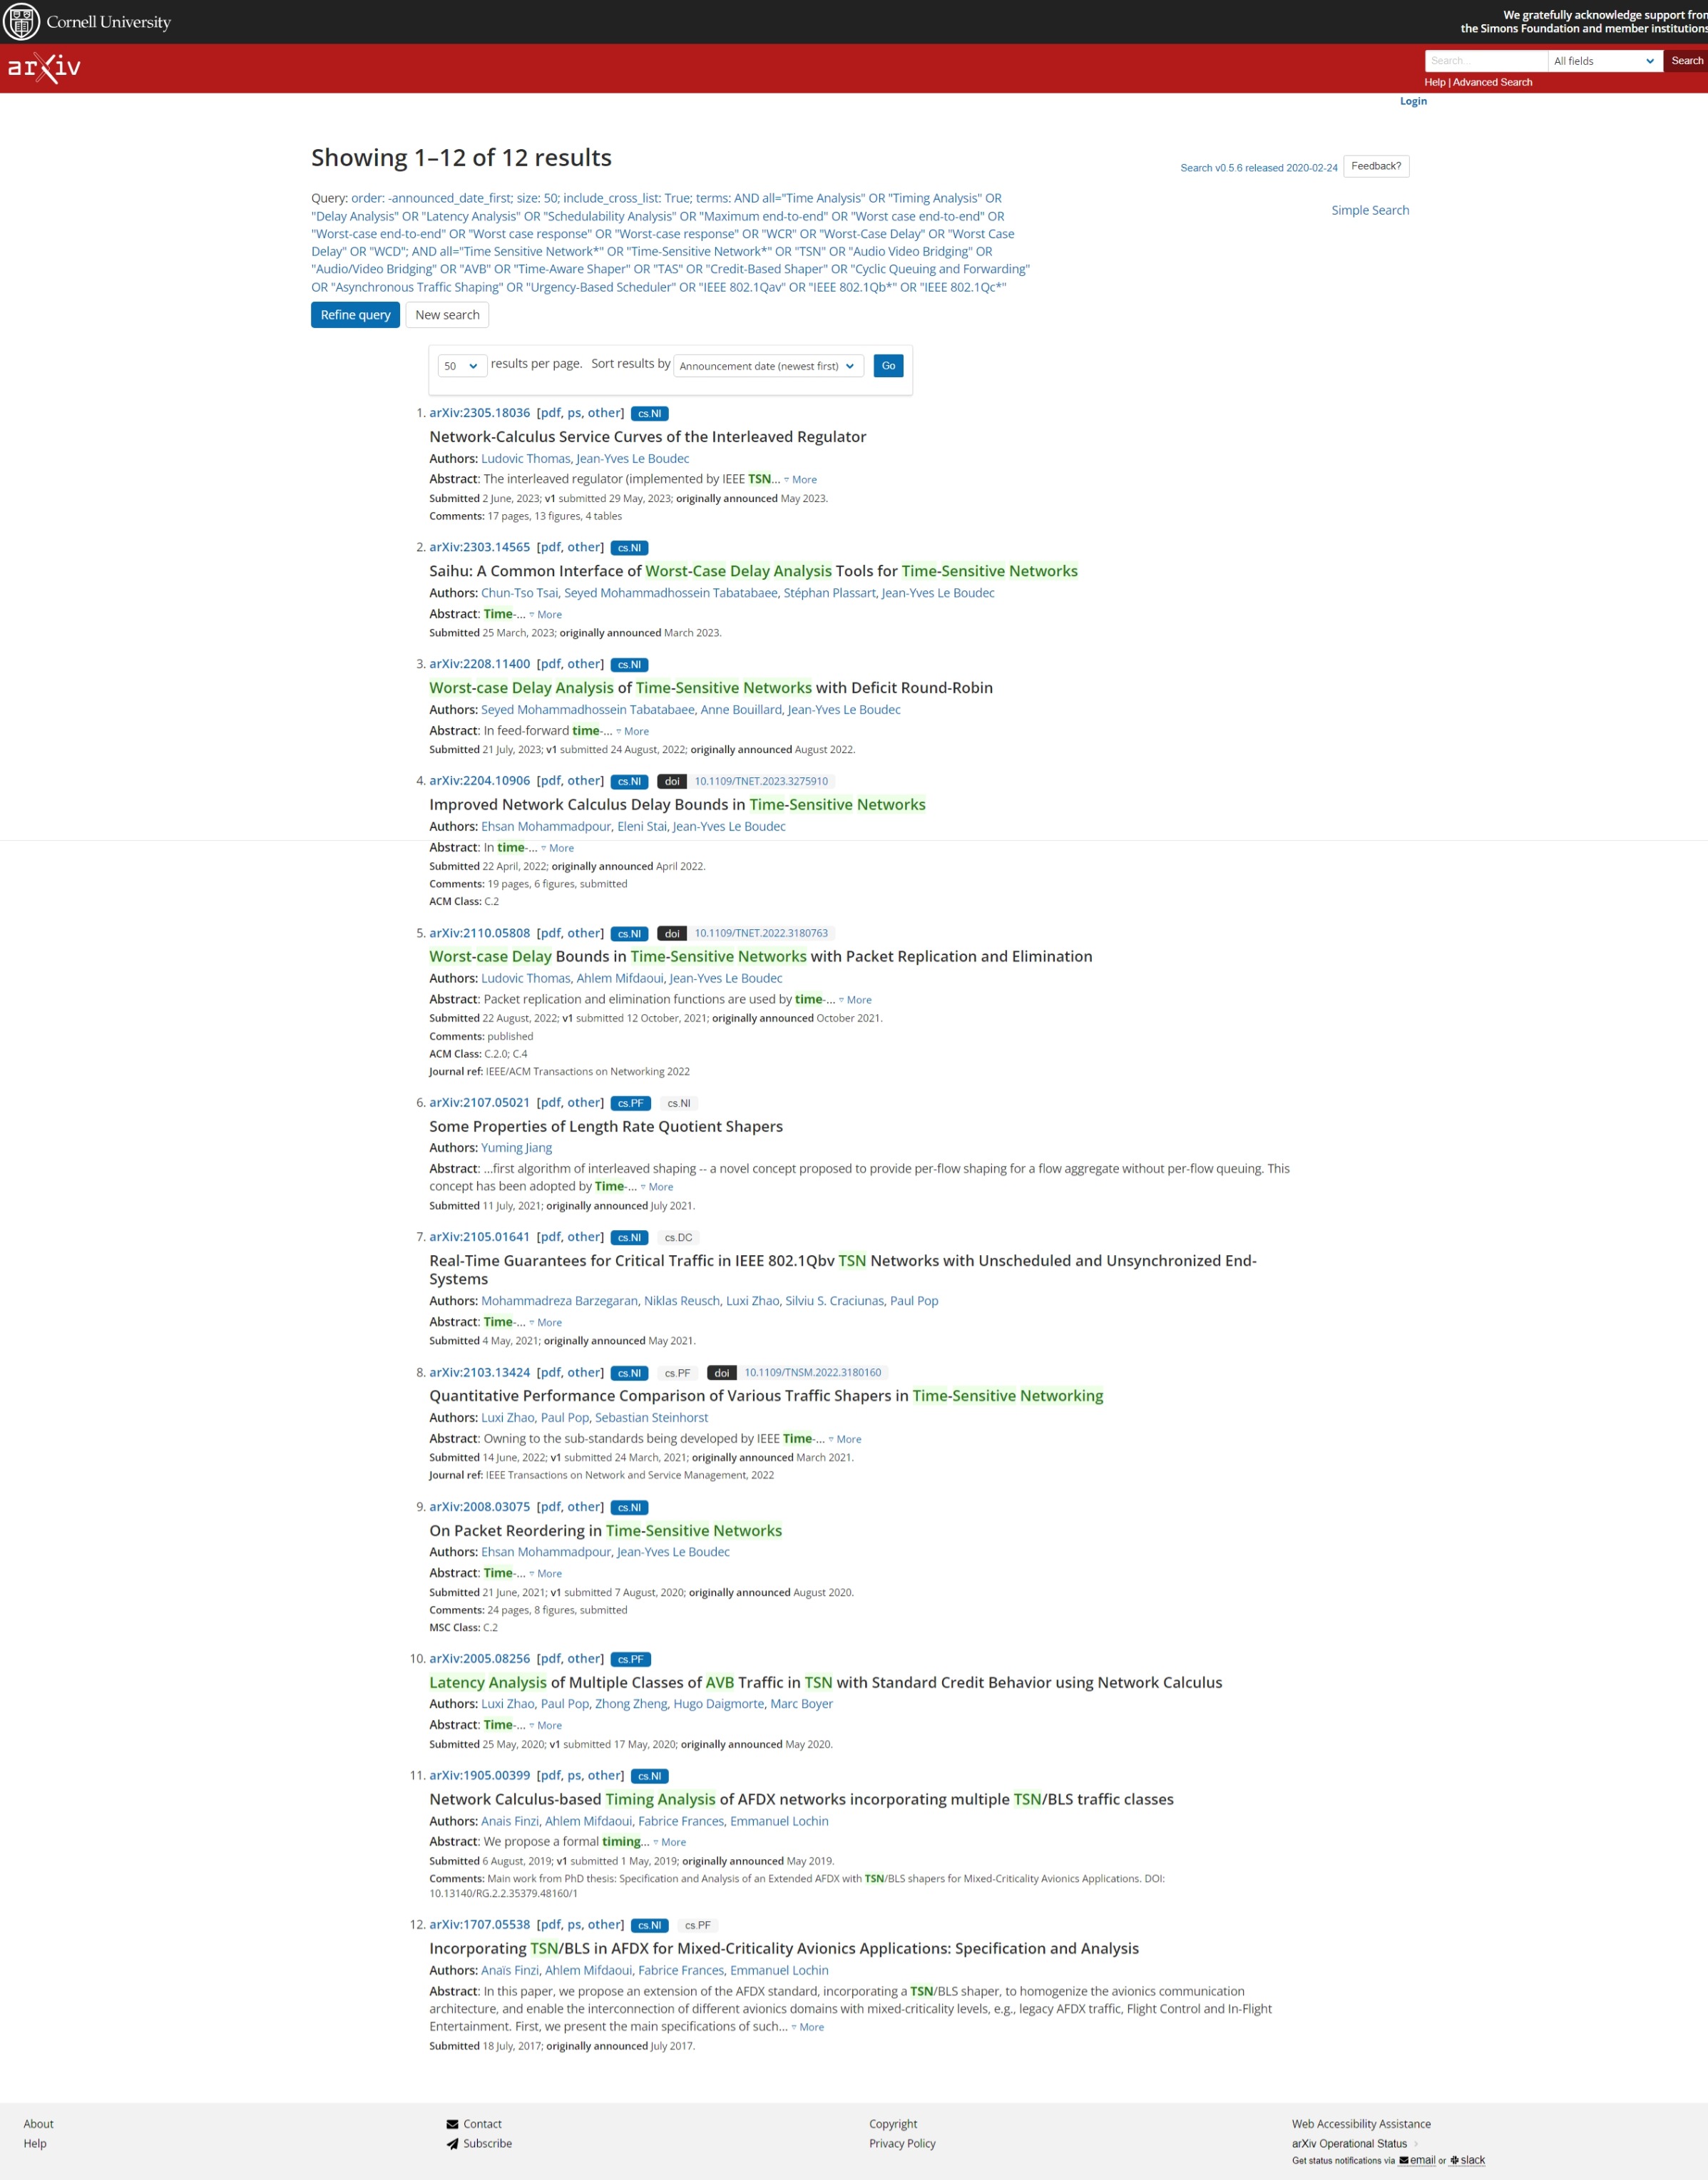 Cornell University
We gratefully acknowledge support from
the Simons Foundation and member institutions
arXiv
Search...
All fields
Search
Help | Advanced Search
Login
Showing 1–12 of 12 results
Search v0.5.6 released 2020-02-24
Feedback?
Query: order: -announced_date_first; size: 50; include_cross_list: True; terms: AND all="Time Analysis" OR "Timing Analysis" OR
"Delay Analysis" OR "Latency Analysis" OR "Schedulability Analysis" OR "Maximum end-to-end" OR "Worst case end-to-end" OR
"Worst-case end-to-end" OR "Worst case response" OR "Worst-case response" OR "WCR" OR "Worst-Case Delay" OR "Worst Case
Delay" OR "WCD"; AND all="Time Sensitive Network*" OR "Time-Sensitive Network*" OR "TSN" OR "Audio Video Bridging" OR
"Audio/Video Bridging" OR "AVB" OR "Time-Aware Shaper" OR "TAS" OR "Credit-Based Shaper" OR "Cyclic Queuing and Forwarding"
OR "Asynchronous Traffic Shaping" OR "Urgency-Based Scheduler" OR "IEEE 802.1Qav" OR "IEEE 802.1Qb*" OR "IEEE 802.1Qc*"
Simple Search
Refine query
New search
50 results per page. Sort results by Announcement date (newest first) Go
1. arXiv:2305.18036 [pdf, ps, other] cs.NI
Network-Calculus Service Curves of the Interleaved Regulator
Authors: Ludovic Thomas, Jean-Yves Le Boudec
Abstract: The interleaved regulator (implemented by IEEE TSN... ▿ More
Submitted 2 June, 2023; v1 submitted 29 May, 2023; originally announced May 2023.
Comments: 17 pages, 13 figures, 4 tables
2. arXiv:2303.14565 [pdf, other] cs.NI
Saihu: A Common Interface of Worst-Case Delay Analysis Tools for Time-Sensitive Networks
Authors: Chun-Tso Tsai, Seyed Mohammadhossein Tabatabaee, Stéphan Plassart, Jean-Yves Le Boudec
Abstract: Time-... ▿ More
Submitted 25 March, 2023; originally announced March 2023.
3. arXiv:2208.11400 [pdf, other] cs.NI
Worst-case Delay Analysis of Time-Sensitive Networks with Deficit Round-Robin
Authors: Seyed Mohammadhossein Tabatabaee, Anne Bouillard, Jean-Yves Le Boudec
Abstract: In feed-forward time-... ▿ More
Submitted 21 July, 2023; v1 submitted 24 August, 2022; originally announced August 2022.
4. arXiv:2204.10906 [pdf, other] cs.NI doi 10.1109/TNET.2023.3275910
Improved Network Calculus Delay Bounds in Time-Sensitive Networks
Authors: Ehsan Mohammadpour, Eleni Stai, Jean-Yves Le Boudec
Abstract: In time-... ▿ More
Submitted 22 April, 2022; originally announced April 2022.
Comments: 19 pages, 6 figures, submitted
ACM Class: C.2
5. arXiv:2110.05808 [pdf, other] cs.NI doi 10.1109/TNET.2022.3180763
Worst-case Delay Bounds in Time-Sensitive Networks with Packet Replication and Elimination
Authors: Ludovic Thomas, Ahlem Mifdaoui, Jean-Yves Le Boudec
Abstract: Packet replication and elimination functions are used by time-... ▿ More
Submitted 22 August, 2022; v1 submitted 12 October, 2021; originally announced October 2021.
Comments: published
ACM Class: C.2.0; C.4
Journal ref: IEEE/ACM Transactions on Networking 2022
6. arXiv:2107.05021 [pdf, other] cs.PF cs.NI
Some Properties of Length Rate Quotient Shapers
Authors: Yuming Jiang
Abstract: ...first algorithm of interleaved shaping -- a novel concept proposed to provide per-flow shaping for a flow aggregate without per-flow queuing. This
concept has been adopted by Time-... ▿ More
Submitted 11 July, 2021; originally announced July 2021.
7. arXiv:2105.01641 [pdf, other] cs.NI cs.DC
Real-Time Guarantees for Critical Traffic in IEEE 802.1Qbv TSN Networks with Unscheduled and Unsynchronized End-
Systems
Authors: Mohammadreza Barzegaran, Niklas Reusch, Luxi Zhao, Silviu S. Craciunas, Paul Pop
Abstract: Time-... ▿ More
Submitted 4 May, 2021; originally announced May 2021.
8. arXiv:2103.13424 [pdf, other] cs.NI cs.PF doi 10.1109/TNSM.2022.3180160
Quantitative Performance Comparison of Various Traffic Shapers in Time-Sensitive Networking
Authors: Luxi Zhao, Paul Pop, Sebastian Steinhorst
Abstract: Owning to the sub-standards being developed by IEEE Time-... ▿ More
Submitted 14 June, 2022; v1 submitted 24 March, 2021; originally announced March 2021.
Journal ref: IEEE Transactions on Network and Service Management, 2022
9. arXiv:2008.03075 [pdf, other] cs.NI
On Packet Reordering in Time-Sensitive Networks
Authors: Ehsan Mohammadpour, Jean-Yves Le Boudec
Abstract: Time-... ▿ More
Submitted 21 June, 2021; v1 submitted 7 August, 2020; originally announced August 2020.
Comments: 24 pages, 8 figures, submitted
MSC Class: C.2
10. arXiv:2005.08256 [pdf, other] cs.PF
Latency Analysis of Multiple Classes of AVB Traffic in TSN with Standard Credit Behavior using Network Calculus
Authors: Luxi Zhao, Paul Pop, Zhong Zheng, Hugo Daigmorte, Marc Boyer
Abstract: Time-... ▿ More
Submitted 25 May, 2020; v1 submitted 17 May, 2020; originally announced May 2020.
11. arXiv:1905.00399 [pdf, ps, other] cs.NI
Network Calculus-based Timing Analysis of AFDX networks incorporating multiple TSN/BLS traffic classes
Authors: Anais Finzi, Ahlem Mifdaoui, Fabrice Frances, Emmanuel Lochin
Abstract: We propose a formal timing... ▿ More
Submitted 6 August, 2019; v1 submitted 1 May, 2019; originally announced May 2019.
Comments: Main work from PhD thesis: Specification and Analysis of an Extended AFDX with TSN/BLS shapers for Mixed-Criticality Avionics Applications. DOI:
10.13140/RG.2.2.35379.48160/1
12. arXiv:1707.05538 [pdf, ps, other] cs.NI cs.PF
Incorporating TSN/BLS in AFDX for Mixed-Criticality Avionics Applications: Specification and Analysis
Authors: Anaïs Finzi, Ahlem Mifdaoui, Fabrice Frances, Emmanuel Lochin
Abstract: In this paper, we propose an extension of the AFDX standard, incorporating a TSN/BLS shaper, to homogenize the avionics communication
architecture, and enable the interconnection of different avionics domains with mixed-criticality levels, e.g., legacy AFDX traffic, Flight Control and In-Flight
Entertainment. First, we present the main specifications of such... ▿ More
Submitted 18 July, 2017; originally announced July 2017.
About
Help
Contact
Subscribe
Copyright
Privacy Policy
Web Accessibility Assistance
arXiv Operational Status
Get status notifications via email or slack